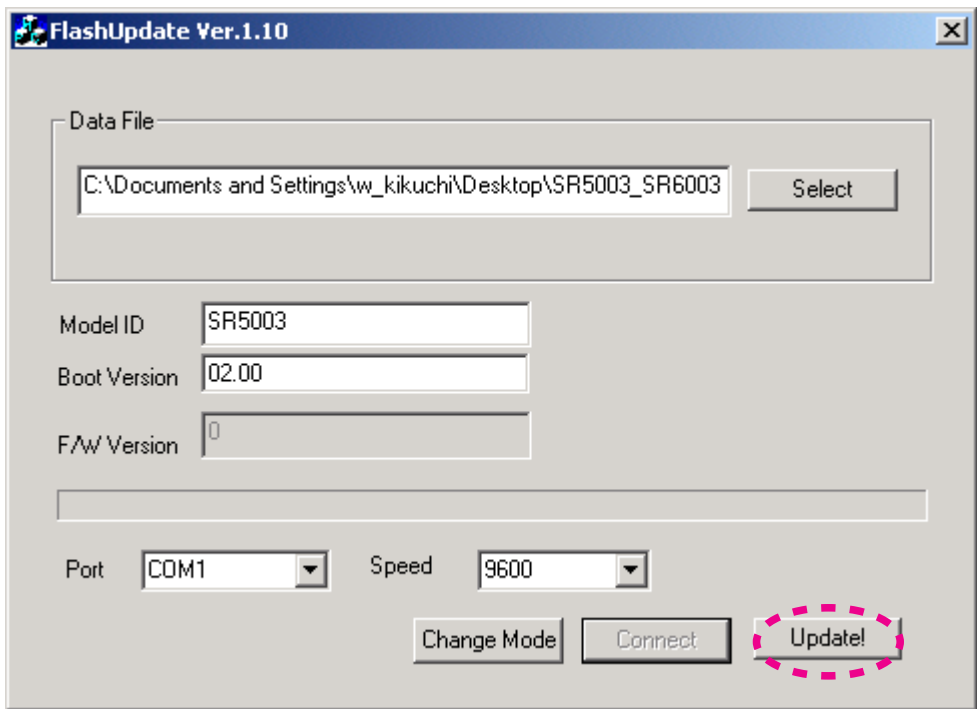 FlashUpdate Ver.1.10
Data File
C:\Documents and Settings\w_kikuchi\Desktop\SR5003_SR6003
Select
Model ID
SR5003
Boot Version
02.00
F/W Version
0
Port
COM1
Speed
9600
Change Mode
Connect
Update!